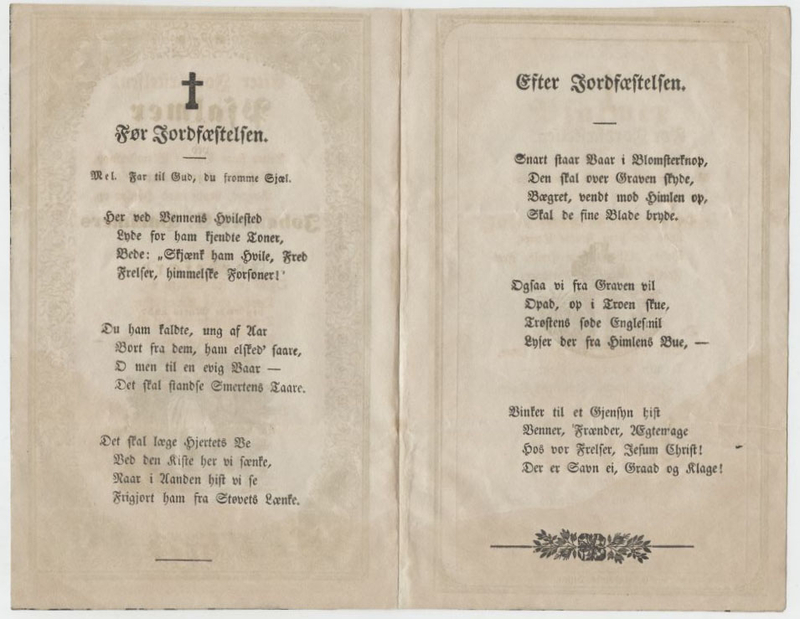 Før Jordfæstelsen.
Mel. Far til Gud, du fromme Sjæl.
Her ved Vennens Hvilested
Lyde for ham kjendte Toner,
Bede: „Skjænk ham Hvile, Fred
Frelser, himmelske Forsoner!"
Du ham kaldte, ung af Aar
Bort fra dem, ham elsked' saare,
O men til en evig Vaar —
Det skal standse Smertens Taare.
Det skal læge Hjertets Ve
Ved den Kiste her vi sænke,
Naar i Aanden hist vi se
Frigjort ham fra Støvets Lænke.
Efter Jordfæstelsen.
Snart staar Vaar i Blomsterknop,
Den skal over Graven skyde,
Bægret, vendt mod Himlen op,
Skal de fine Blade bryde.
Ogsaa vi fra Graven vil
Opad, op i Troen skue,
Trøstens søde Englesmil
Lyser der fra Himlens Bue, —
Vinker til et Gjensyn hist
Venner, Frænder, Ægtemage
Hos vor Frelser, Jesum Christ!
Der er Savn ei, Graad og Klage!